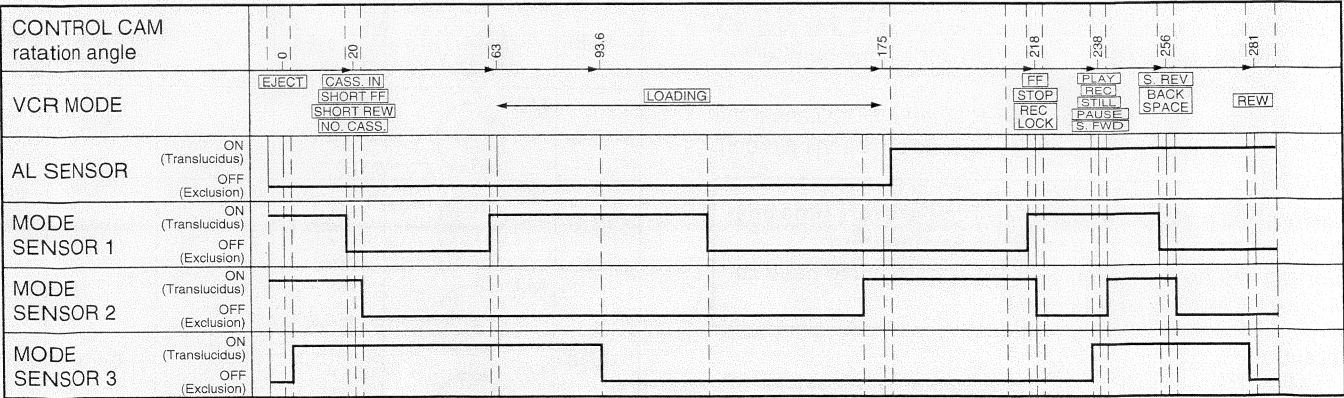 CONTROL CAM
ratation angle
0
20
63
93.6
175
218
238
256
281
VCR MODE
EJECT
CASS. IN
SHORT FF
SHORT REW
NO. CASS.
LOADING
FF
STOP
REC
LOCK
PLAY
REC
STILL
PAUSE
S. FWD
S. REV
BACK
SPACE
REW
AL SENSOR
ON
(Translucidus)
OFF
(Exclusion)
MODE
SENSOR 1
ON
(Translucidus)
OFF
(Exclusion)
MODE
SENSOR 2
ON
(Translucidus)
OFF
(Exclusion)
MODE
SENSOR 3
ON
(Translucidus)
OFF
(Exclusion)